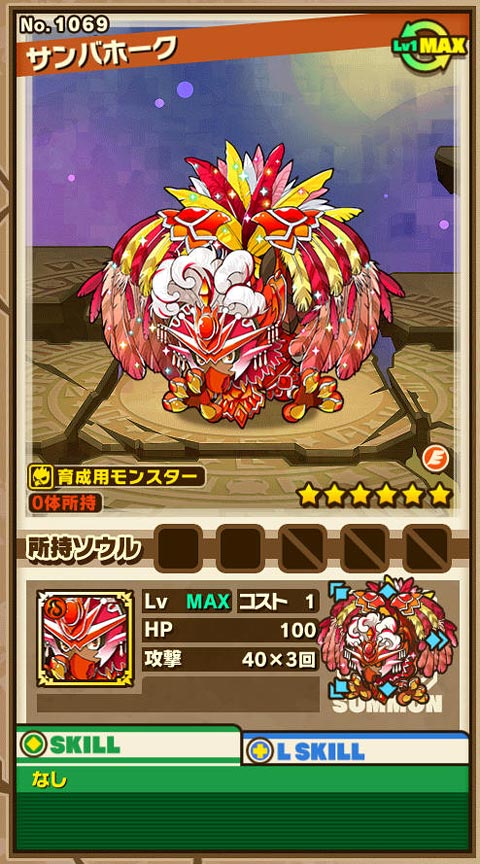 No. 1069
サンバホーク
Lv1 MAX
E
育成用モンスター
0体所持
所持ソウル
Lv MAX コスト 1
HP 100
攻撃 40×3回
SUMMON
SKILL
L SKILL
なし